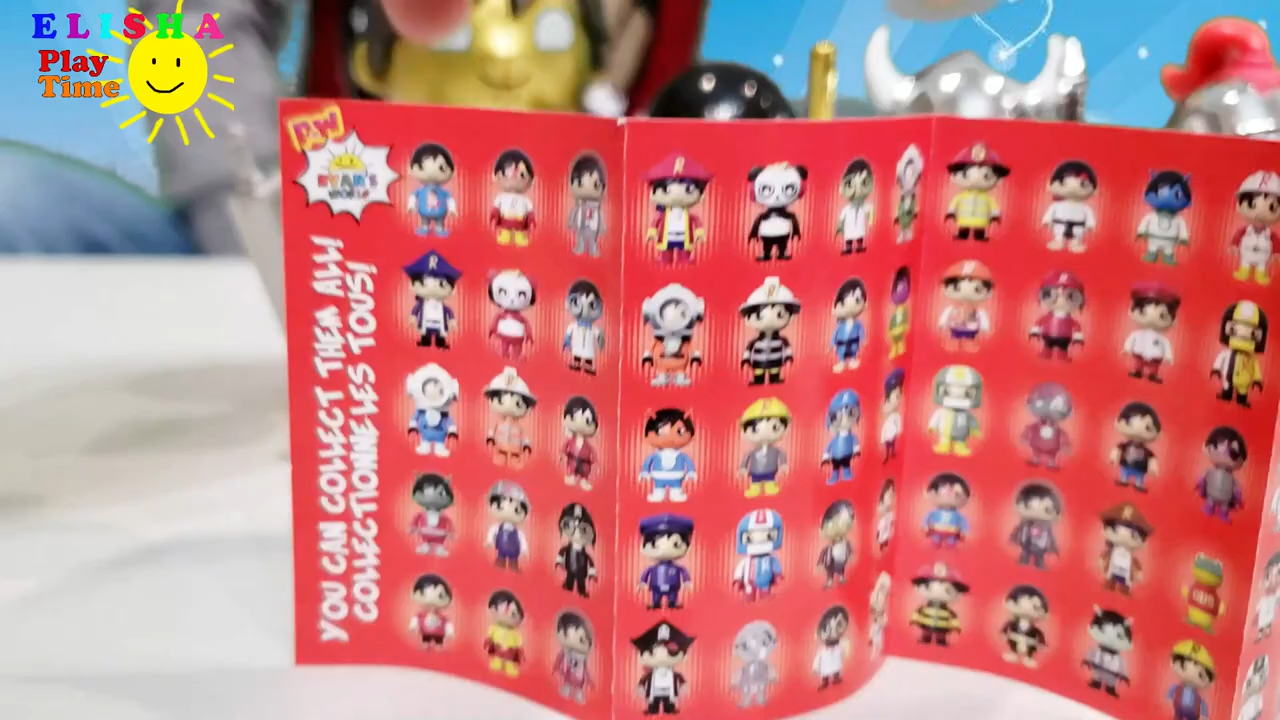 ELISHA
Play
Time
RYAN'S
WORLD
YOU CAN COLLECT THEM ALL!
COLLECTIONNE LES TOUS!